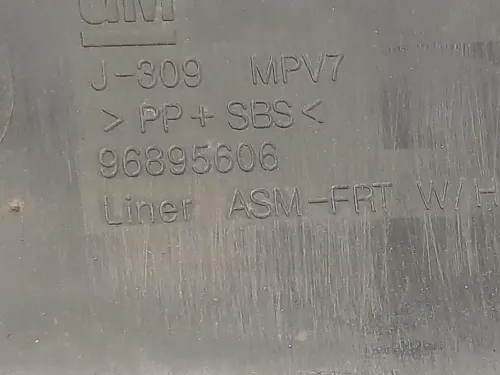 GM
J-309 MPV7
>PP+SBS<
96895606
Liner ASM-FRT W/H